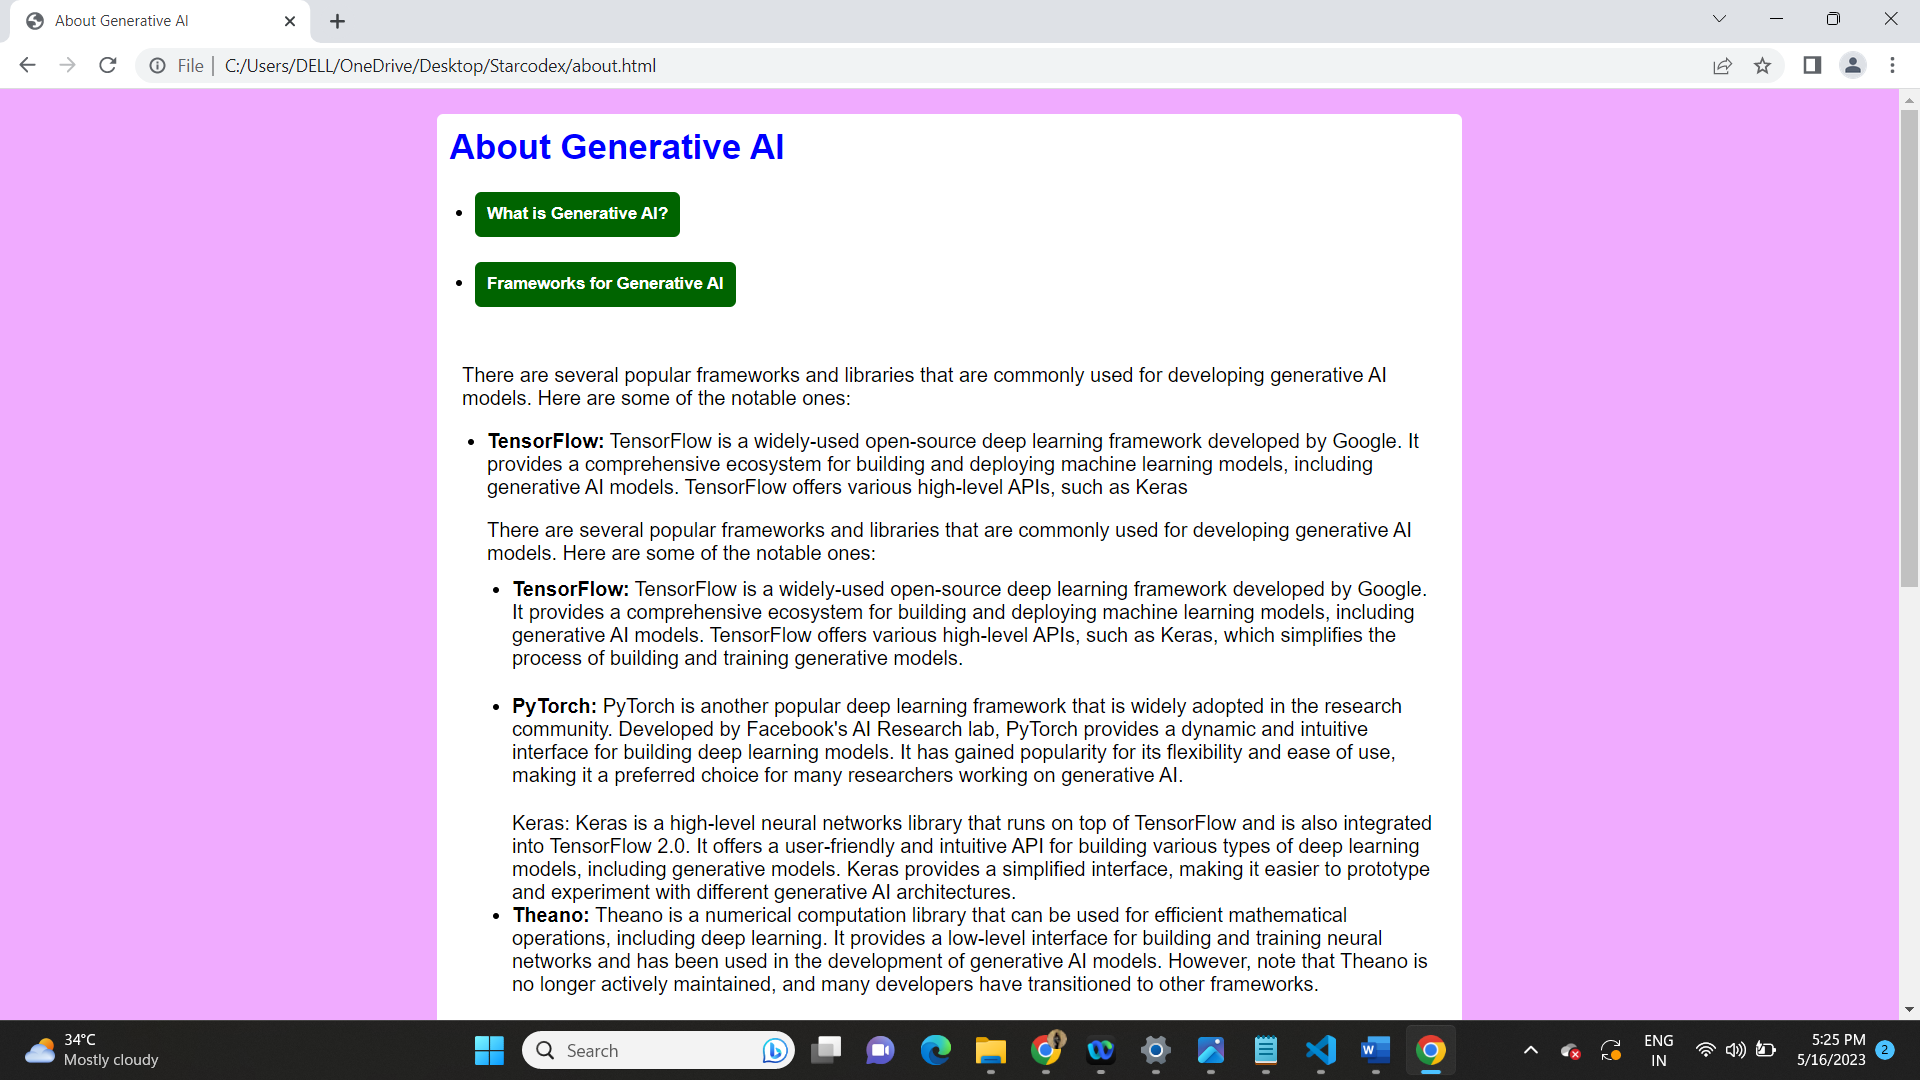 About Generative AI
File
C:/Users/DELL/OneDrive/Desktop/Starcodex/about.html
About Generative AI
What is Generative AI?
Frameworks for Generative AI
There are several popular frameworks and libraries that are commonly used for developing generative AI
models. Here are some of the notable ones:
TensorFlow: TensorFlow is a widely-used open-source deep learning framework developed by Google. It
provides a comprehensive ecosystem for building and deploying machine learning models, including
generative AI models. TensorFlow offers various high-level APIs, such as Keras
There are several popular frameworks and libraries that are commonly used for developing generative AI
models. Here are some of the notable ones:
TensorFlow: TensorFlow is a widely-used open-source deep learning framework developed by Google.
It provides a comprehensive ecosystem for building and deploying machine learning models, including
generative AI models. TensorFlow offers various high-level APIs, such as Keras, which simplifies the
process of building and training generative models.
PyTorch: PyTorch is another popular deep learning framework that is widely adopted in the research
community. Developed by Facebook's AI Research lab, PyTorch provides a dynamic and intuitive
interface for building deep learning models. It has gained popularity for its flexibility and ease of use,
making it a preferred choice for many researchers working on generative AI.
Keras: Keras is a high-level neural networks library that runs on top of TensorFlow and is also integrated
into TensorFlow 2.0. It offers a user-friendly and intuitive API for building various types of deep learning
models, including generative models. Keras provides a simplified interface, making it easier to prototype
and experiment with different generative AI architectures.
Theano: Theano is a numerical computation library that can be used for efficient mathematical
operations, including deep learning. It provides a low-level interface for building and training neural
networks and has been used in the development of generative AI models. However, note that Theano is
no longer actively maintained, and many developers have transitioned to other frameworks.
34°C
Mostly cloudy
Search
W
ENG
IN
5:25 PM
5/16/2023
2